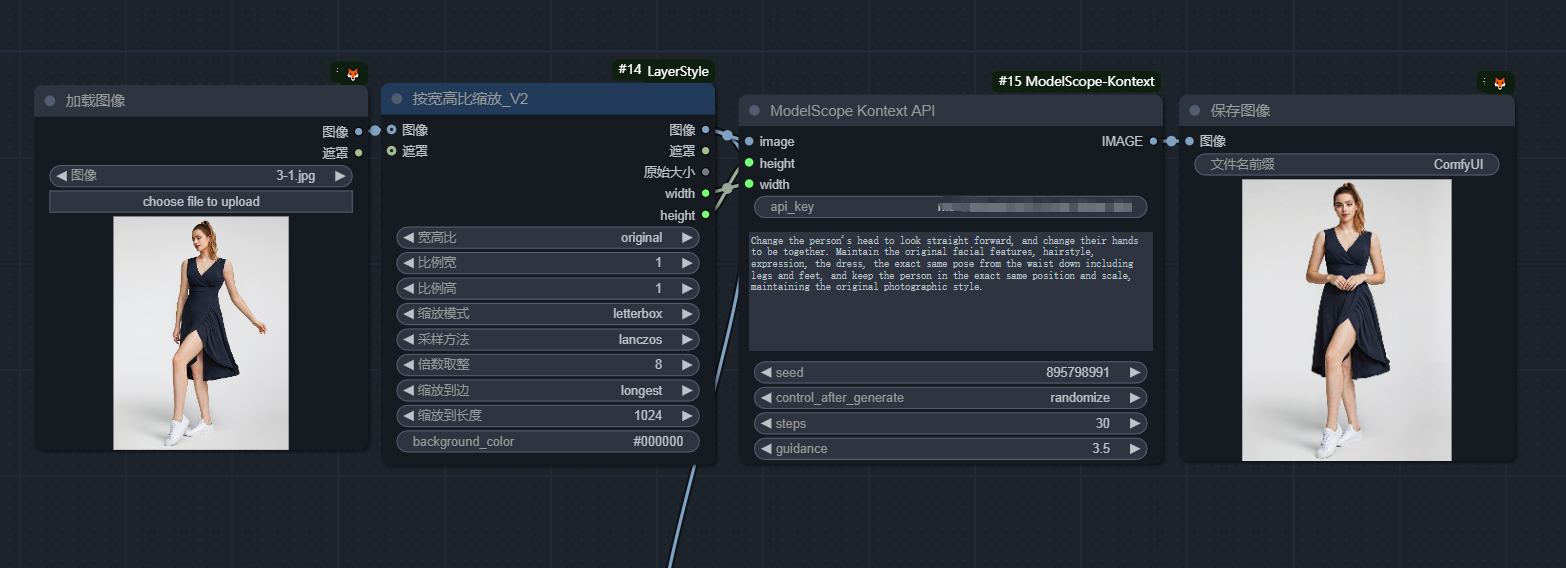 加载图像
图像
遮罩
图像 3-1.jpg
choose file to upload
#14 LayerStyle
按宽高比缩放_V2
图像 图像
遮罩 遮罩
原始大小
width
height
宽高比 original
比例宽 1
比例高 1
缩放模式 letterbox
采样方法 lanczos
倍数取整 8
缩放到边 longest
缩放到长度 1024
background_color #000000
#15 ModelScope-Kontext
ModelScope Kontext API
image IMAGE
height
width
api_key
Change the person's head to look straight forward, and change their hands
to be together. Maintain the original facial features, hairstyle,
expression, the dress, the exact same pose from the waist down including
legs and feet, and keep the person in the exact same position and scale,
maintaining the original photographic style.
seed 895798991
control_after_generate randomize
steps 30
guidance 3.5
保存图像
图像
文件名前缀 ComfyUI